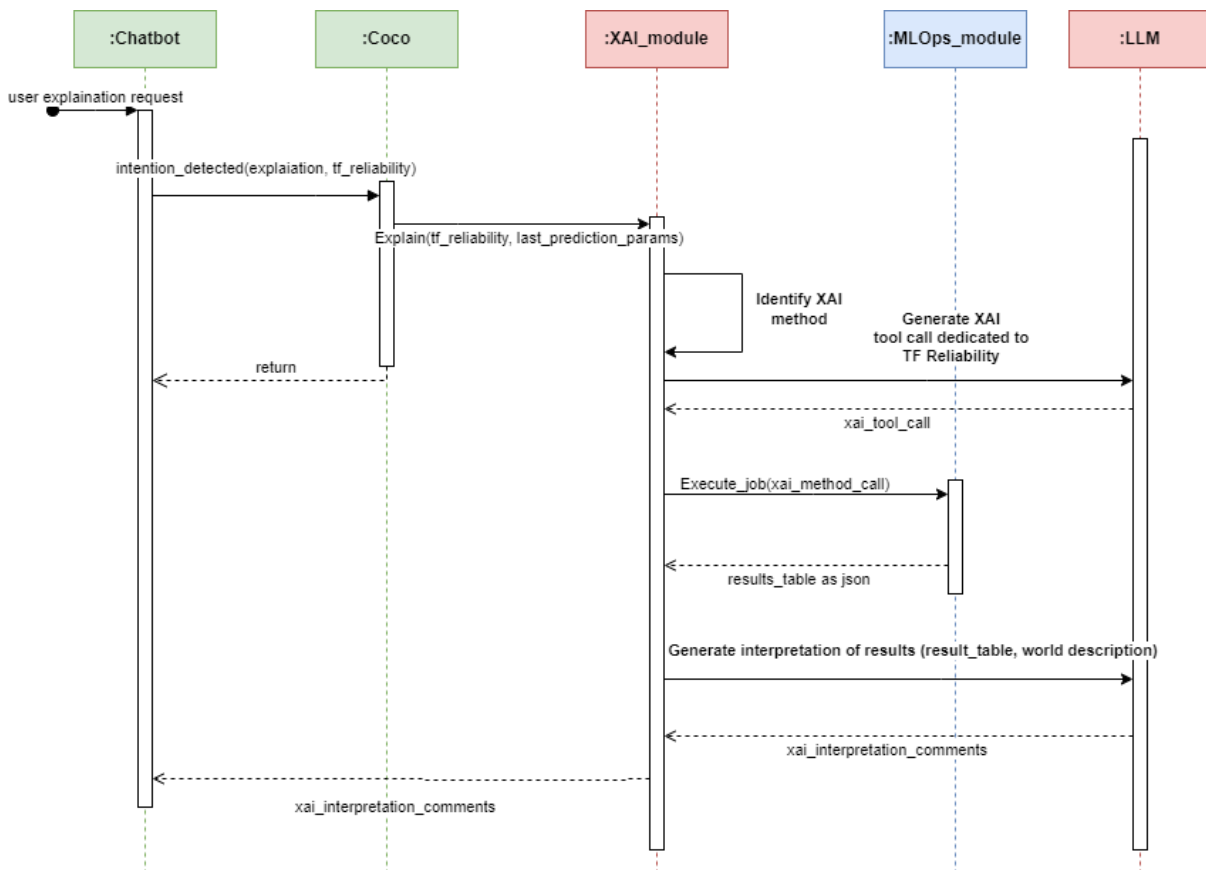 :Chatbot
:Coco
:XAI_module
:MLOps_module
:LLM
user explaination request
intention_detected(explaiation, tf_reliability)
Explain(tf_reliability, last_prediction_params)
Identify XAI
method
Generate XAI
tool call dedicated to
TF Reliability
return
xai_tool_call
Execute_job(xai_method_call)
results_table as json
Generate interpretation of results (result_table, world description)
xai_interpretation_comments
xai_interpretation_comments